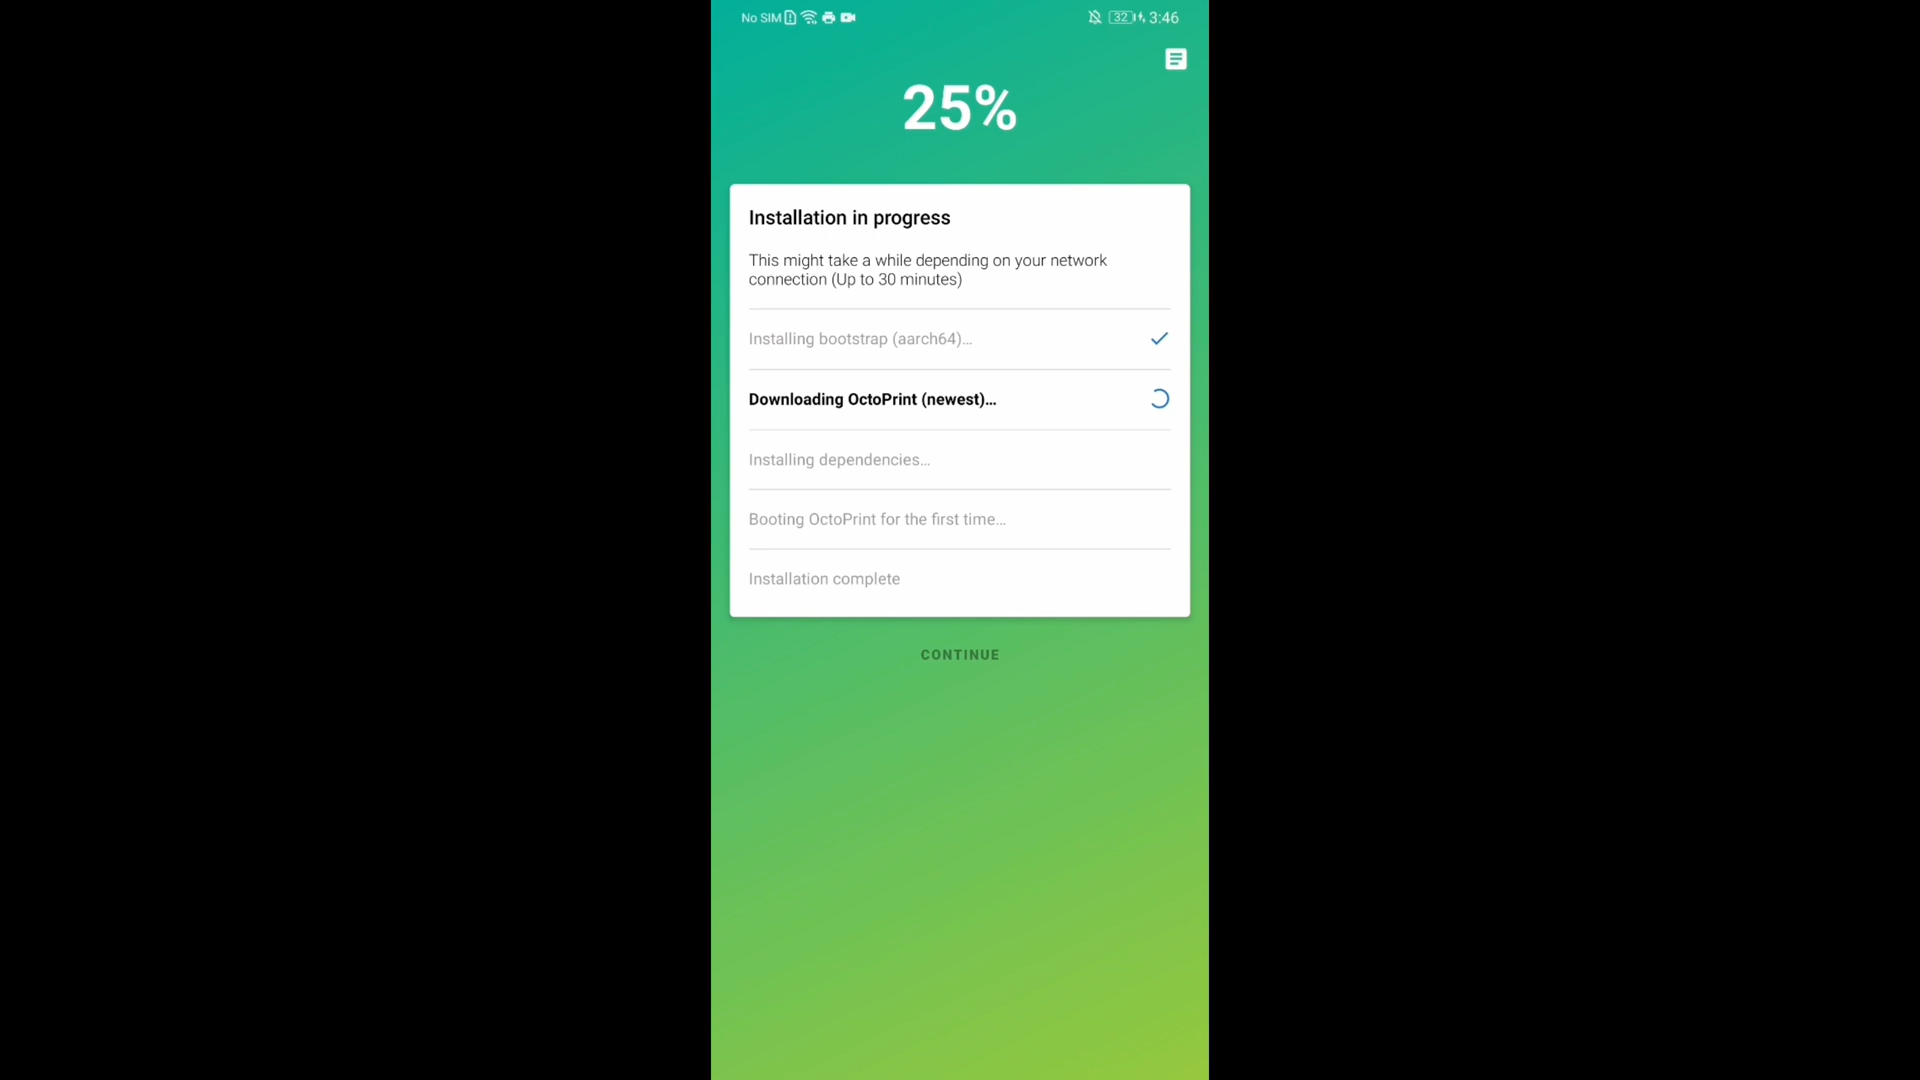 No SIM 32 3:46
25%
Installation in progress
This might take a while depending on your network
connection (Up to 30 minutes)
Installing bootstrap (aarch64)...
Downloading OctoPrint (newest)...
Installing dependencies...
Booting OctoPrint for the first time...
Installation complete
CONTINUE